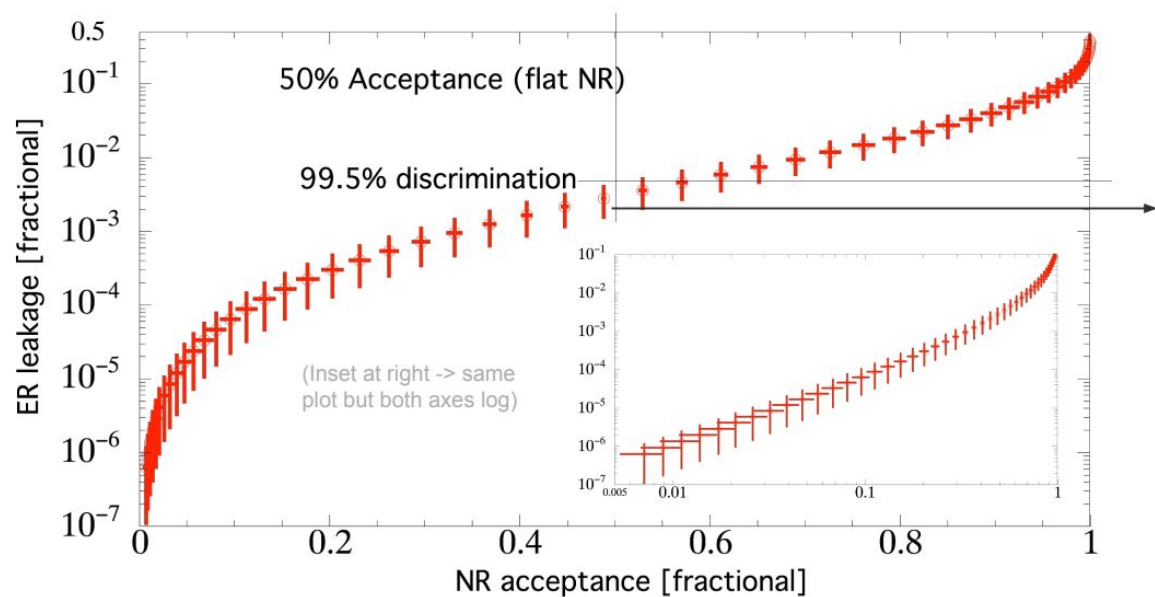 0.5
10⁻¹
10⁻²
10⁻³
10⁻⁴
10⁻⁵
10⁻⁶
10⁻⁷
ER leakage [fractional]
50% Acceptance (flat NR)
99.5% discrimination
(Inset at right -> same
plot but both axes log)
10⁻¹
10⁻²
10⁻³
10⁻⁴
10⁻⁵
10⁻⁶
10⁻⁷
0.005 0.01 0.1 1
0 0.2 0.4 0.6 0.8 1
NR acceptance [fractional]